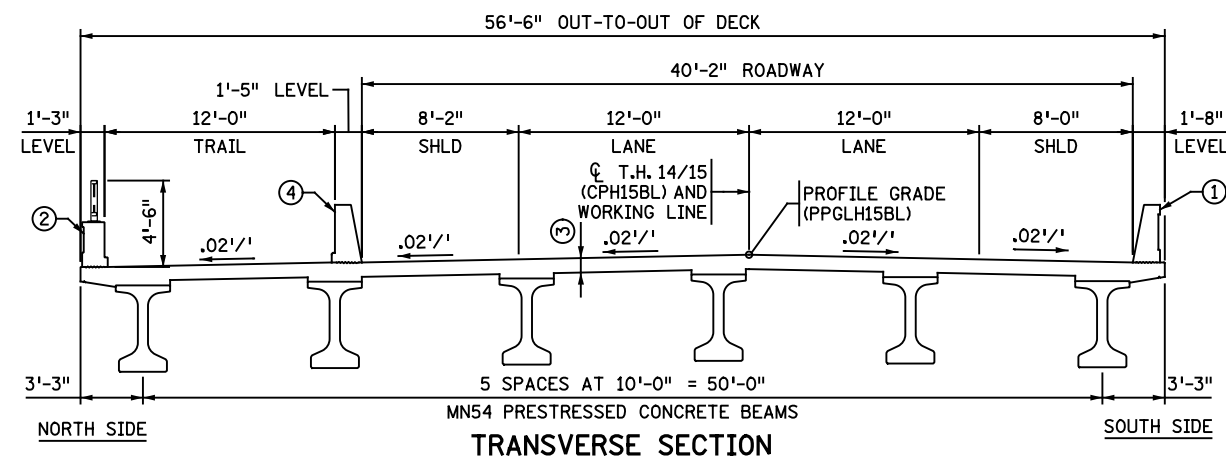 56'-6" OUT-TO-OUT OF DECK
40'-2" ROADWAY
1'-5" LEVEL
1'-3" 12'-0" 8'-2" 12'-0" 12'-0" 8'-0" 1'-8"
LEVEL TRAIL SHLD LANE LANE SHLD LEVEL
℄ T.H. 14/15
(CPH15BL) AND
WORKING LINE
PROFILE GRADE
(PPGLH15BL)
4
1
2
4'-6"
3
.02'/' .02'/' .02'/' .02'/' .02'/'
3'-3" 5 SPACES AT 10'-0" = 50'-0" 3'-3"
MN54 PRESTRESSED CONCRETE BEAMS
NORTH SIDE
SOUTH SIDE
TRANSVERSE SECTION